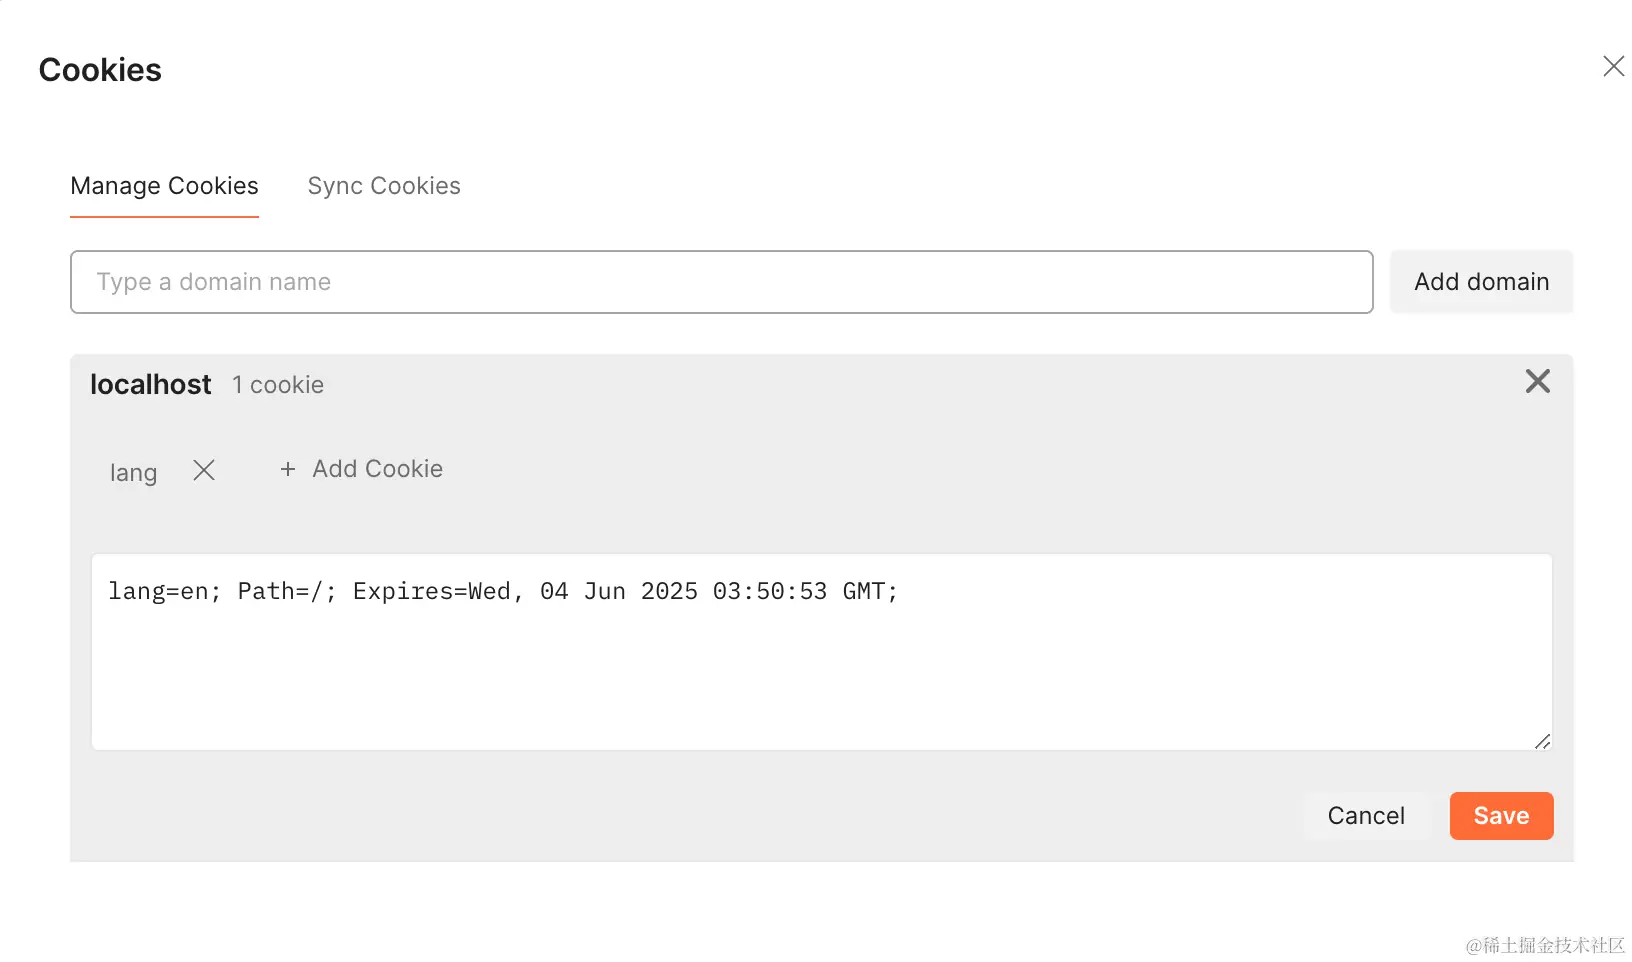 Cookies
Manage Cookies Sync Cookies
Type a domain name Add domain
localhost 1 cookie
lang + Add Cookie
lang=en; Path=/; Expires=Wed, 04 Jun 2025 03:50:53 GMT;
Cancel Save
@稀土掘金技术社区